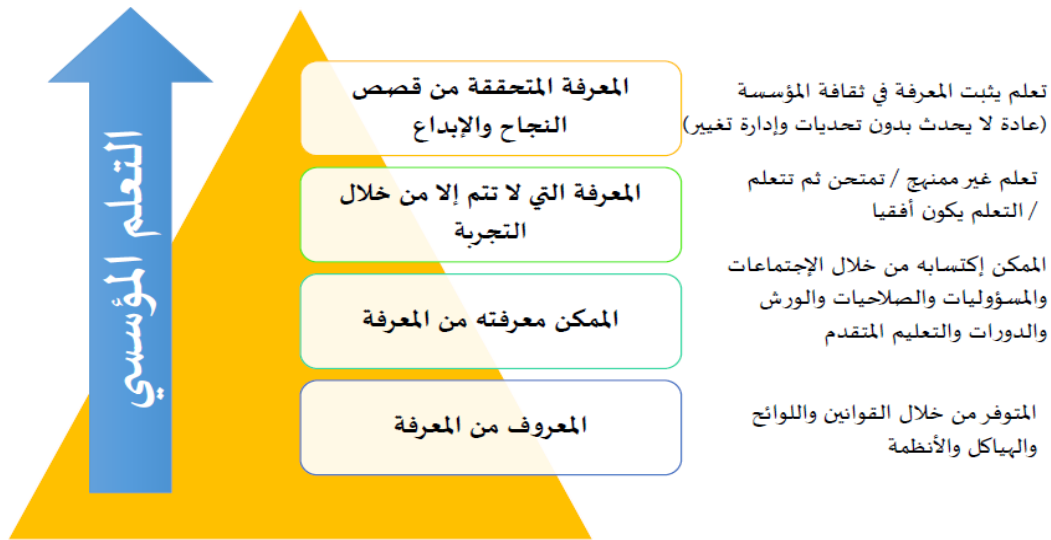 التعلم المؤسسي
المعرفة المتحققة من قصص
النجاح والإبداع
تعلم يثبت المعرفة في ثقافة المؤسسة
(عادة لا يحدث بدون تحديات وإدارة تغيير)
المعرفة التي لا تتم إلا من خلال
التجربة
تعلم غير ممنهج / تمتحن ثم تتعلم
/ التعلم يكون أفقيا
الممكن معرفته من المعرفة
الممكن إكتسابه من خلال الإجتماعات
والمسؤوليات والصلاحيات والورش
والدورات والتعليم المتقدم
المعروف من المعرفة
المتوفر من خلال القوانين واللوائح
والهياكل والأنظمة